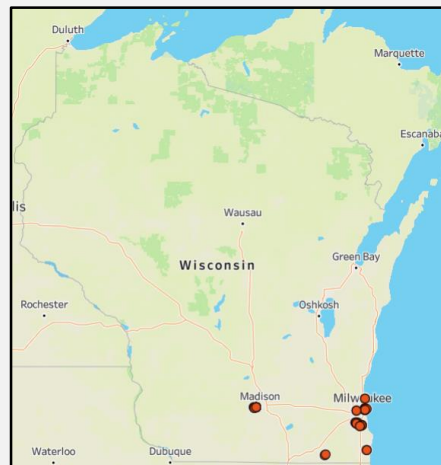 Duluth
Marquette
Escanaba
lis
Wausau
Green Bay
Wisconsin
Rochester
Oshkosh
Madison
Milwaukee
Waterloo
Dubuque